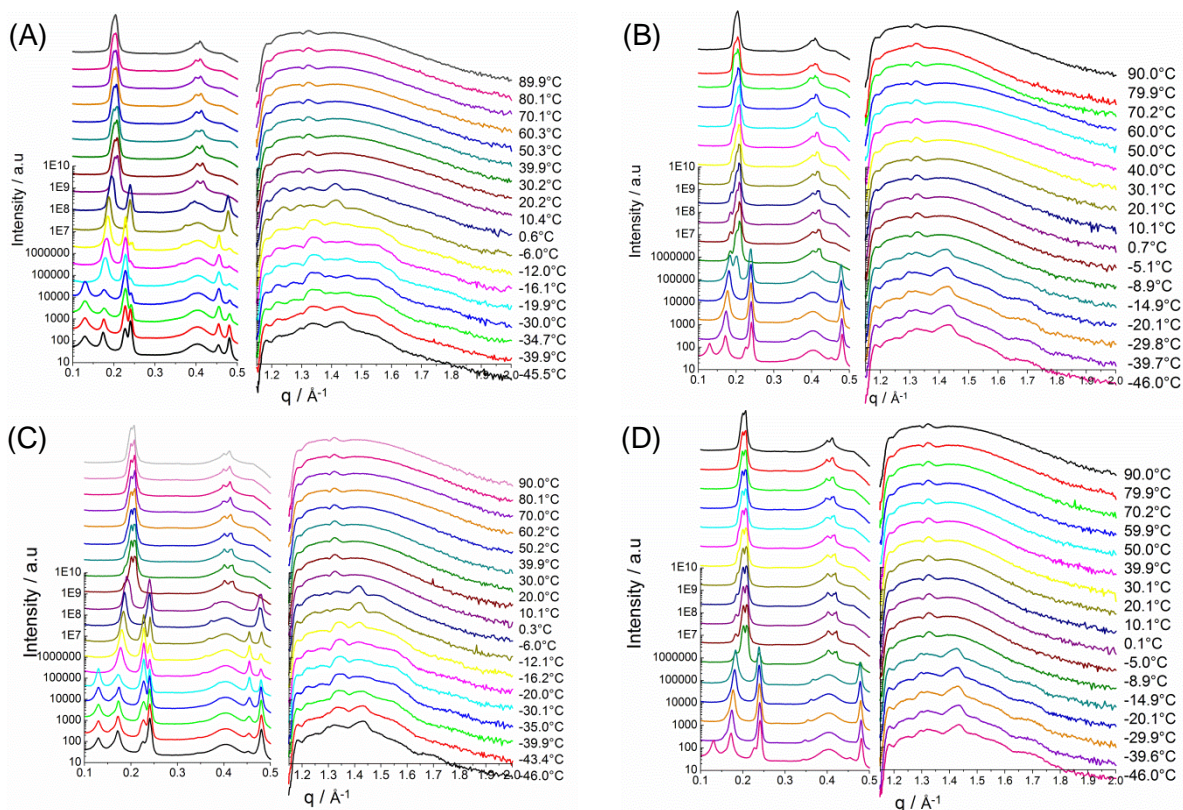 (A)
Intensity / a.u
1E10
1E9
1E8
1E7
1000000
100000
10000
1000
100
10
0.1 0.2 0.3 0.4 0.5 1.2 1.3 1.4 1.5 1.6 1.7 1.8 1.9 2.0
q / Å-1
89.9°C
80.1°C
70.1°C
60.3°C
50.3°C
39.9°C
30.2°C
20.2°C
10.4°C
0.6°C
-6.0°C
-12.0°C
-16.1°C
-19.9°C
-30.0°C
-34.7°C
-39.9°C
-45.5°C
(B)
Intensity / a.u
1E10
1E9
1E8
1E7
1000000
100000
10000
1000
100
10
0.1 0.2 0.3 0.4 0.5 1.2 1.3 1.4 1.5 1.6 1.7 1.8 1.9 2.0
q / Å-1
90.0°C
79.9°C
70.2°C
60.0°C
50.0°C
40.0°C
30.1°C
20.1°C
10.1°C
0.7°C
-5.1°C
-8.9°C
-14.9°C
-20.1°C
-29.8°C
-39.7°C
-46.0°C
(C)
Intensity / a.u
1E10
1E9
1E8
1E7
1000000
100000
10000
1000
100
10
0.1 0.2 0.3 0.4 0.5 1.2 1.3 1.4 1.5 1.6 1.7 1.8 1.9 2.0
q / Å-1
90.0°C
80.1°C
70.0°C
60.2°C
50.2°C
39.9°C
30.0°C
20.0°C
10.1°C
0.3°C
-6.0°C
-12.1°C
-16.2°C
-20.0°C
-30.1°C
-35.0°C
-39.9°C
-43.4°C
-46.0°C
(D)
Intensity / a.u
1E10
1E9
1E8
1E7
1000000
100000
10000
1000
100
10
0.1 0.2 0.3 0.4 0.5 1.2 1.3 1.4 1.5 1.6 1.7 1.8 1.9 2.0
q / Å-1
90.0°C
79.9°C
70.2°C
59.9°C
50.0°C
39.9°C
30.1°C
20.1°C
10.1°C
0.1°C
-5.0°C
-8.9°C
-14.9°C
-20.1°C
-29.9°C
-39.6°C
-46.0°C